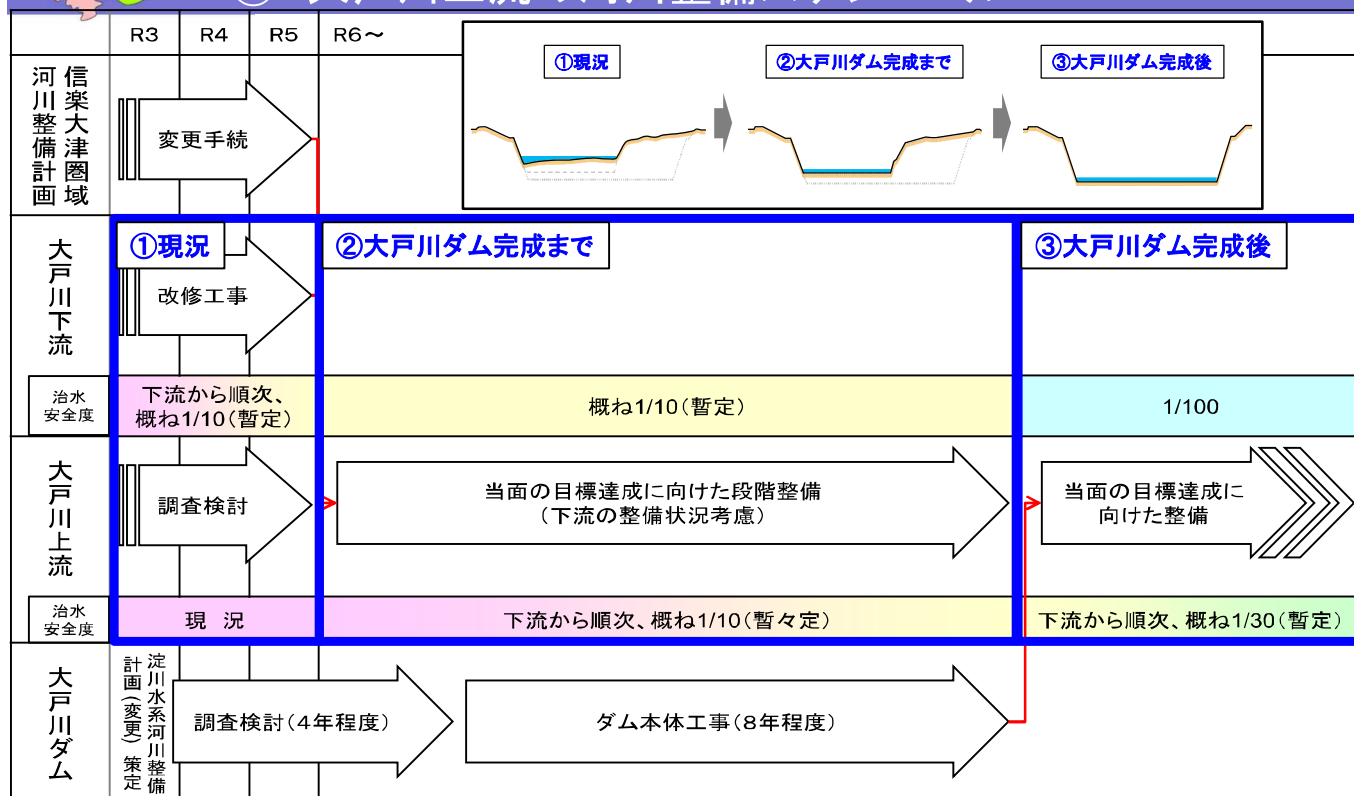 R3 R4 R5 R6～
信楽大津圏域
河川整備計画
変更手続
①現況
②大戸川ダム完成まで
③大戸川ダム完成後
大戸川下流
①現況
②大戸川ダム完成まで
③大戸川ダム完成後
改修工事
治水
安全度
下流から順次、
概ね1/10(暫定)
概ね1/10(暫定)
1/100
大戸川上流
調査検討
当面の目標達成に向けた段階整備
(下流の整備状況考慮)
当面の目標達成に
向けた整備
治水
安全度
現 況
下流から順次、概ね1/10(暫々定)
下流から順次、概ね1/30(暫定)
大戸川ダム
淀川水系河川整備
計画(変更)策定
調査検討(4年程度)
ダム本体工事(8年程度)